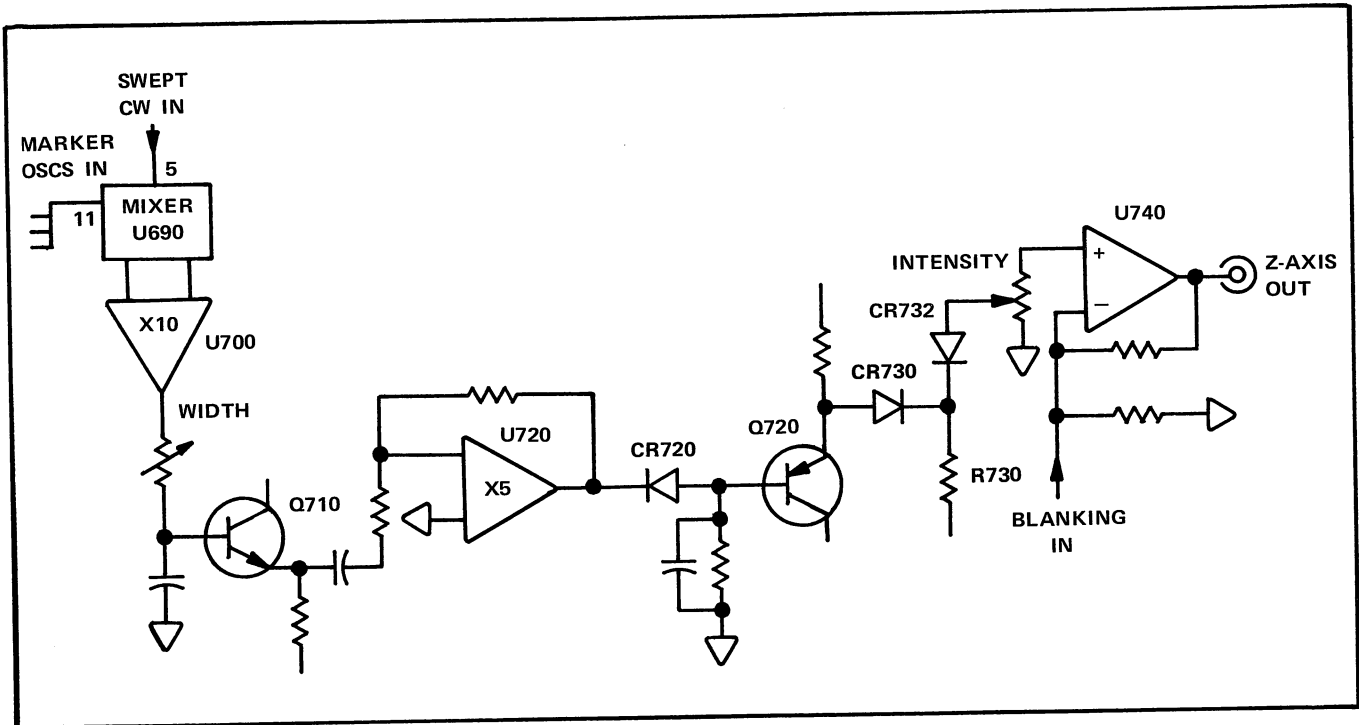 SWEPT
CW IN
MARKER
OSCS IN
5
11
MIXER
U690
X10
U700
WIDTH
Q710
U720
X5
CR720
Q720
CR730
CR732
INTENSITY
R730
U740
+
−
Z-AXIS
OUT
BLANKING
IN